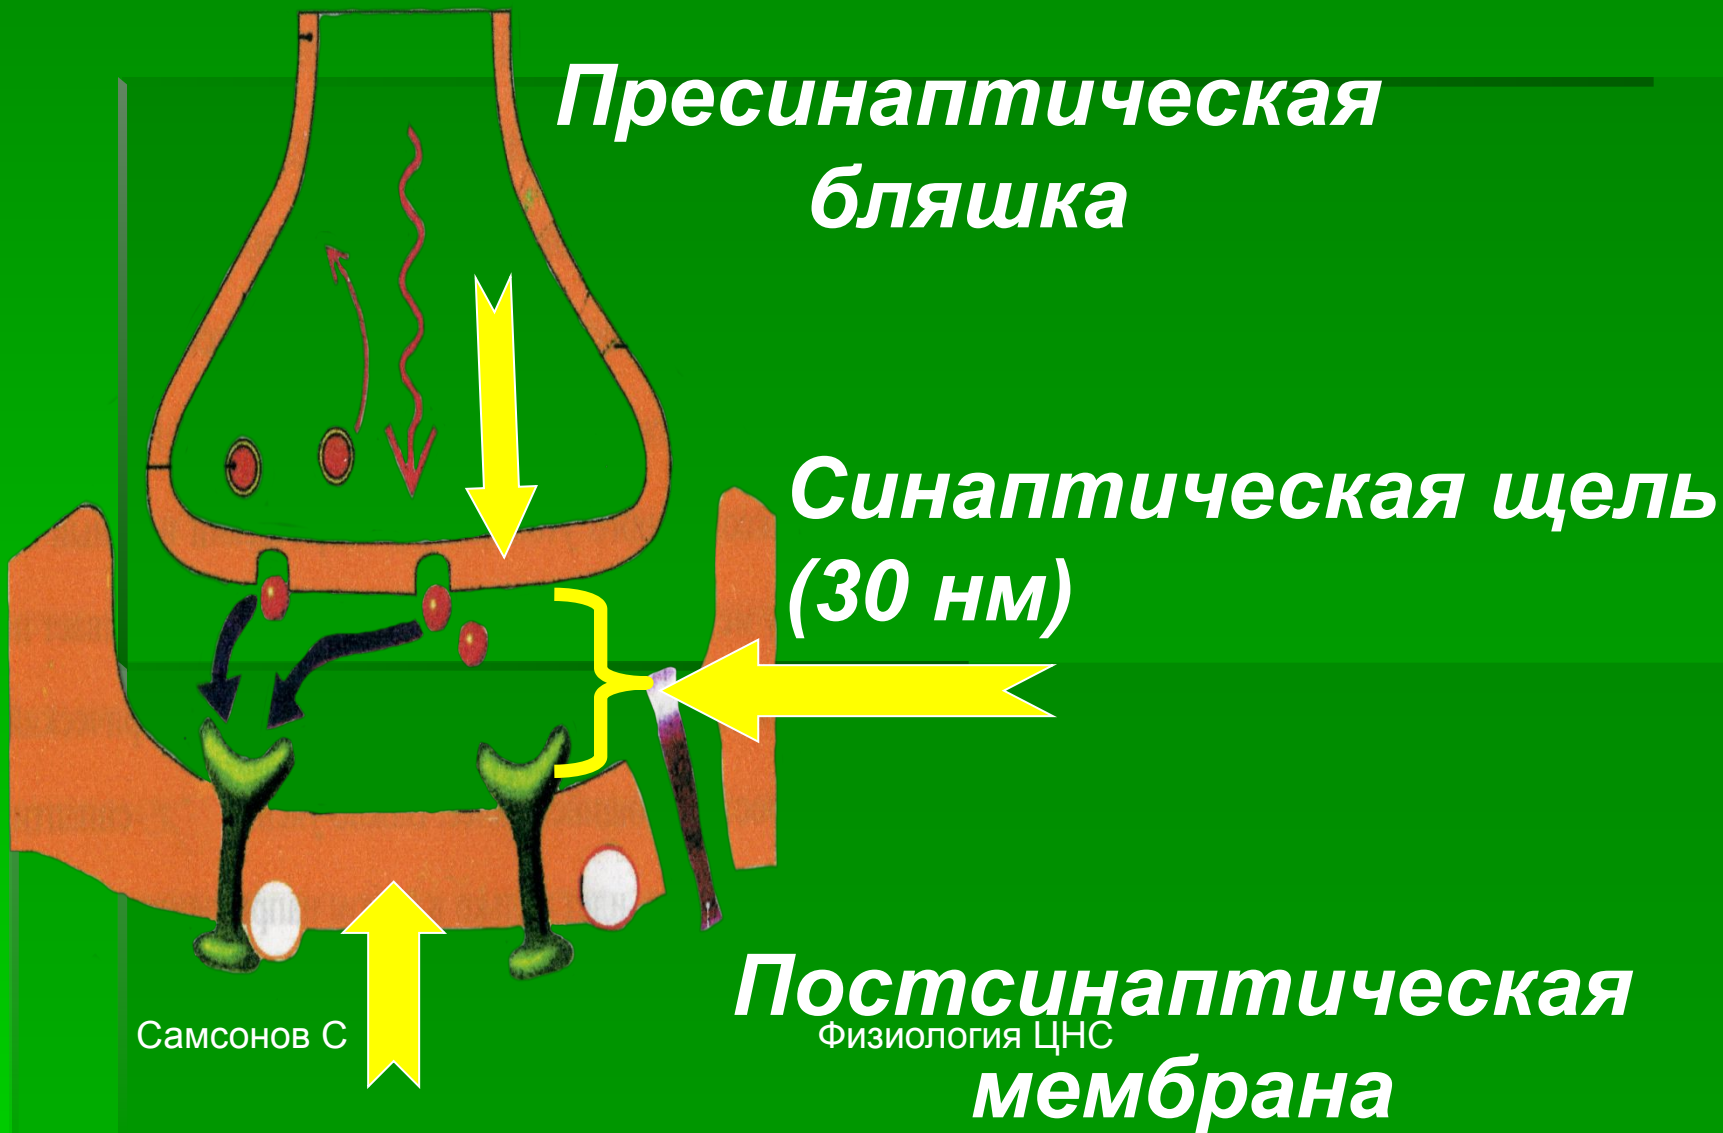 Пресинаптическая
бляшка
Синаптическая щель
(30 нм)
Постсинаптическая
Самсонов С
Физиология ЦНС
мембрана